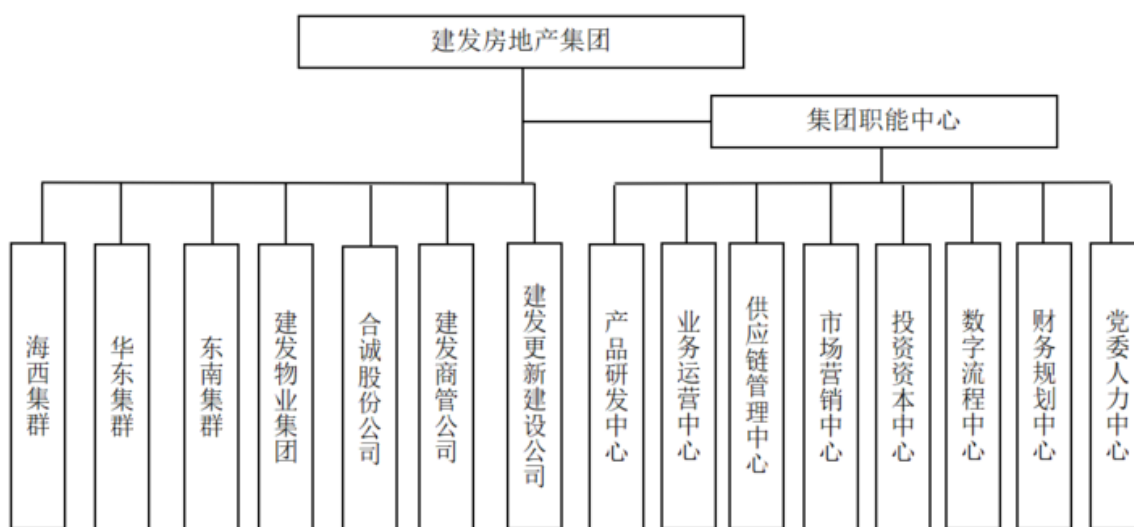 建发房地产集团
集团职能中心
海西集群
华东集群
东南集群
建发物业集团
合诚股份公司
建发商管公司
建发更新建设公司
产品研发中心
业务运营中心
供应链管理中心
市场营销中心
投资资本中心
数字流程中心
财务规划中心
党委人力中心